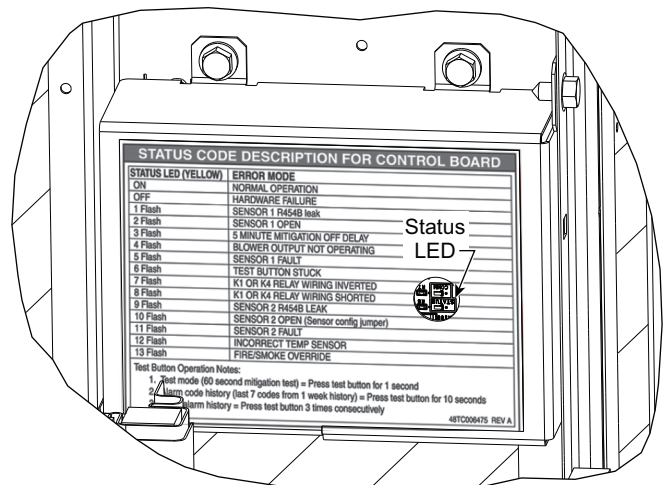 STATUS CODE DESCRIPTION FOR CONTROL BOARD
STATUS LED (YELLOW) ERROR MODE
ON NORMAL OPERATION
OFF HARDWARE FAILURE
1 Flash SENSOR 1 R454B leak
2 Flash SENSOR 1 OPEN
3 Flash 5 MINUTE MITIGATION OFF DELAY
4 Flash BLOWER OUTPUT NOT OPERATING
5 Flash SENSOR 1 FAULT
6 Flash TEST BUTTON STUCK
7 Flash K1 OR K4 RELAY WIRING INVERTED
8 Flash K1 OR K4 RELAY WIRING SHORTED
9 Flash SENSOR 2 R454B LEAK
10 Flash SENSOR 2 OPEN (Sensor config jumper)
11 Flash SENSOR 2 FAULT
12 Flash INCORRECT TEMP SENSOR
13 Flash FIRE/SMOKE OVERRIDE
Status
LED
STATUS
Test Button Operation Notes:
1. Test mode (60 second mitigation test) = Press test button for 1 second
2. alarm code history (last 7 codes from 1 week history) = Press test button for 10 seconds
alarm history = Press test button 3 times consecutively
48TC006475 REV A